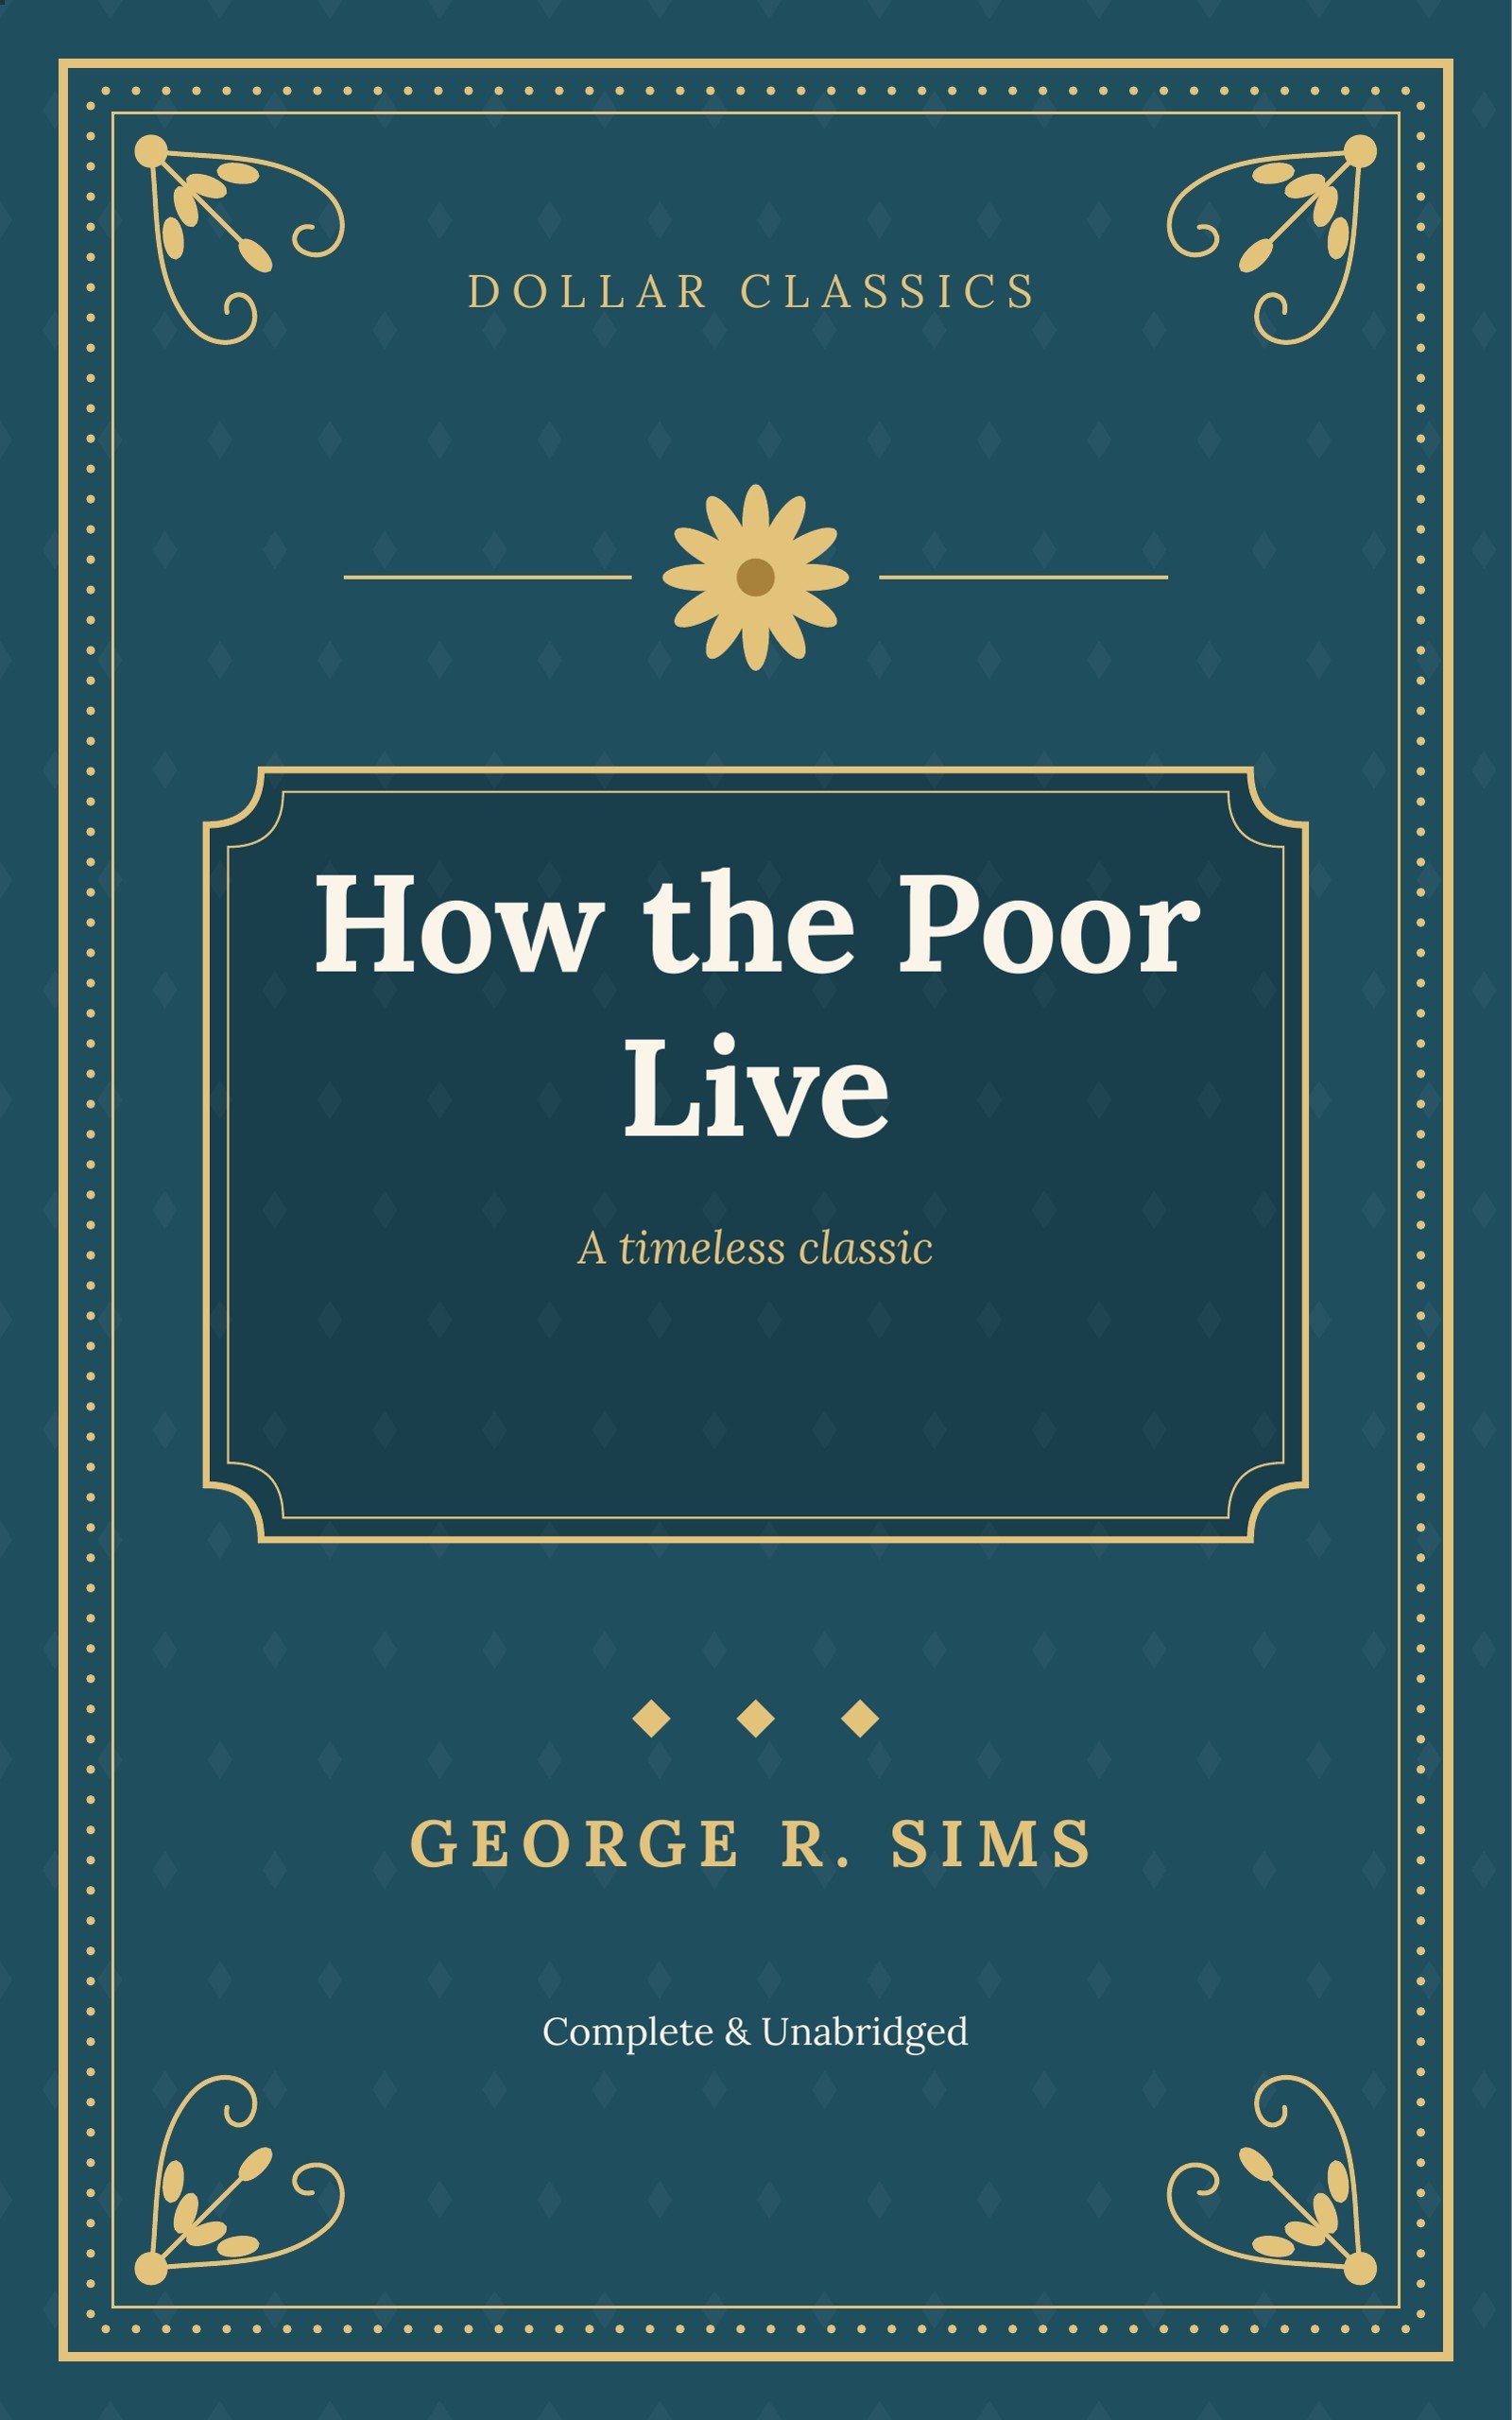 DOLLAR CLASSICS
How the Poor
Live
A timeless classic
GEORGE R. SIMS
Complete & Unabridged